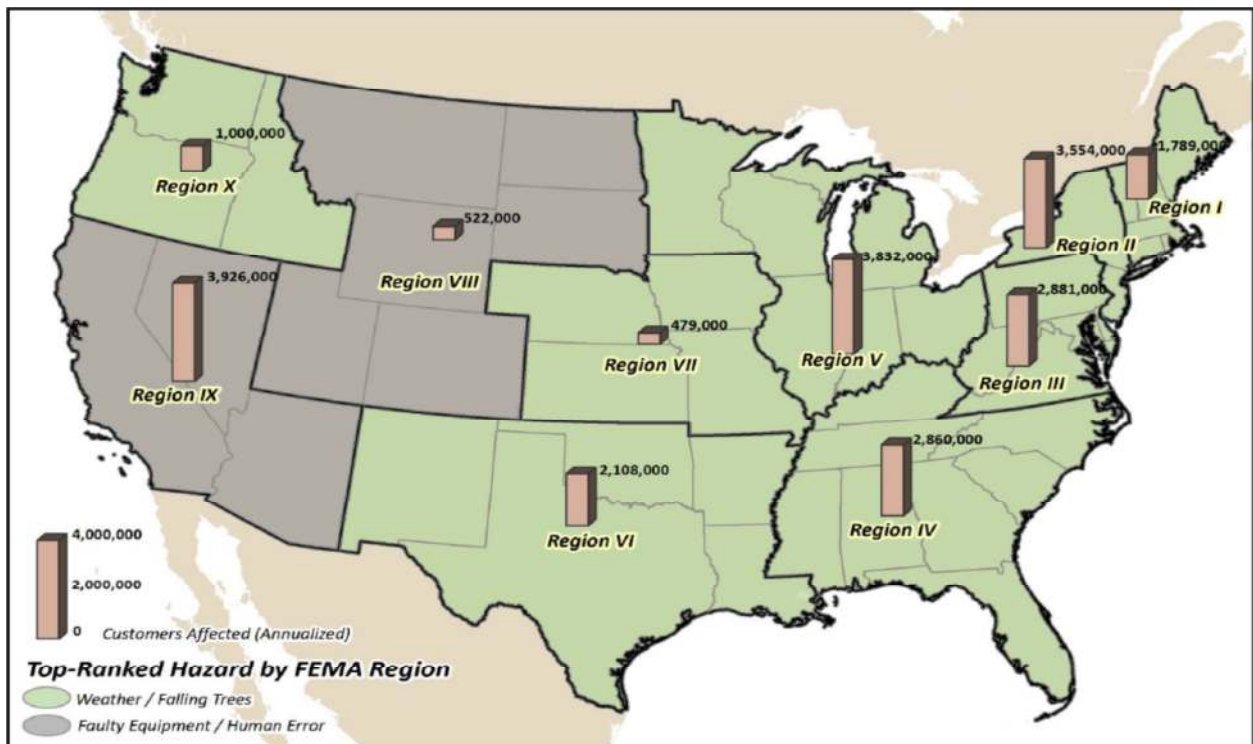 1,000,000
Region X
522,000
Region VIII
3,926,000
Region IX
479,000
Region VII
3,832,000
Region V
3,554,000
Region II
1,789,000
Region I
2,881,000
Region III
2,108,000
Region VI
2,860,000
Region IV
4,000,000
2,000,000
0
Customers Affected (Annualized)
Top-Ranked Hazard by FEMA Region
Weather / Falling Trees
Faulty Equipment / Human Error